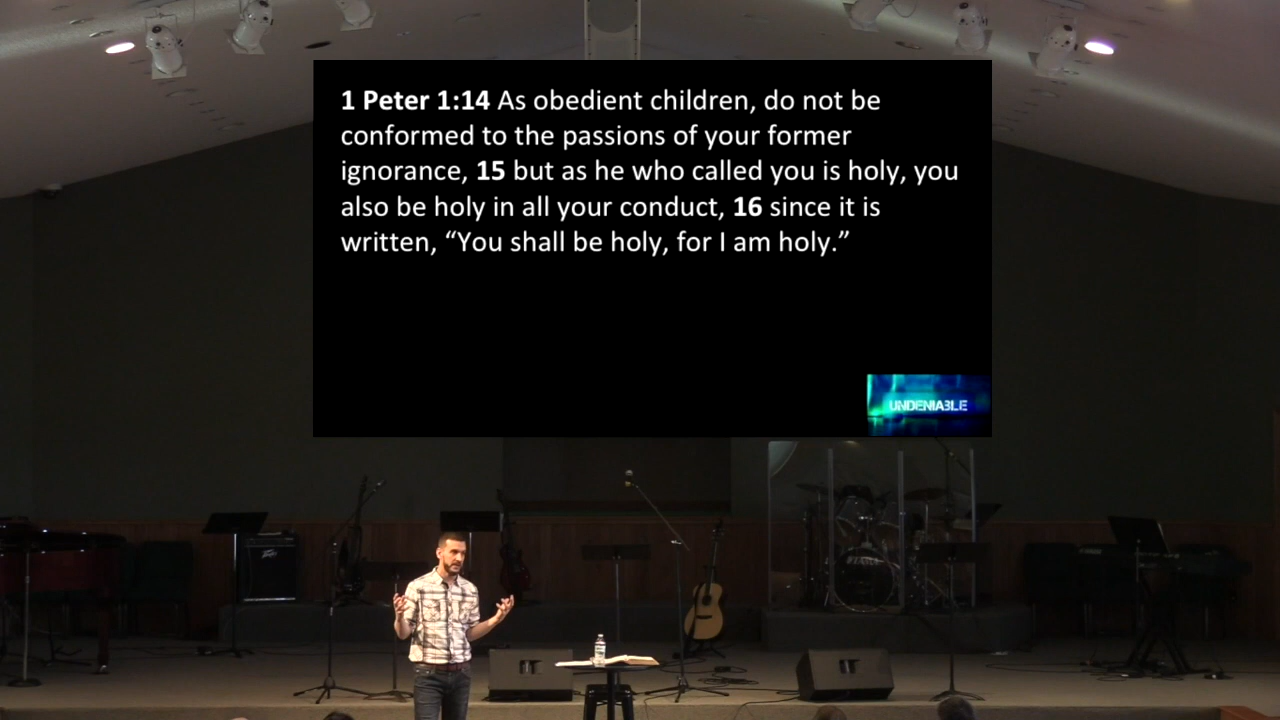 1 Peter 1:14 As obedient children, do not be
conformed to the passions of your former
ignorance, 15 but as he who called you is holy, you
also be holy in all your conduct, 16 since it is
written, “You shall be holy, for I am holy.”
UNDENIABLE
PEAVEY
TAMA